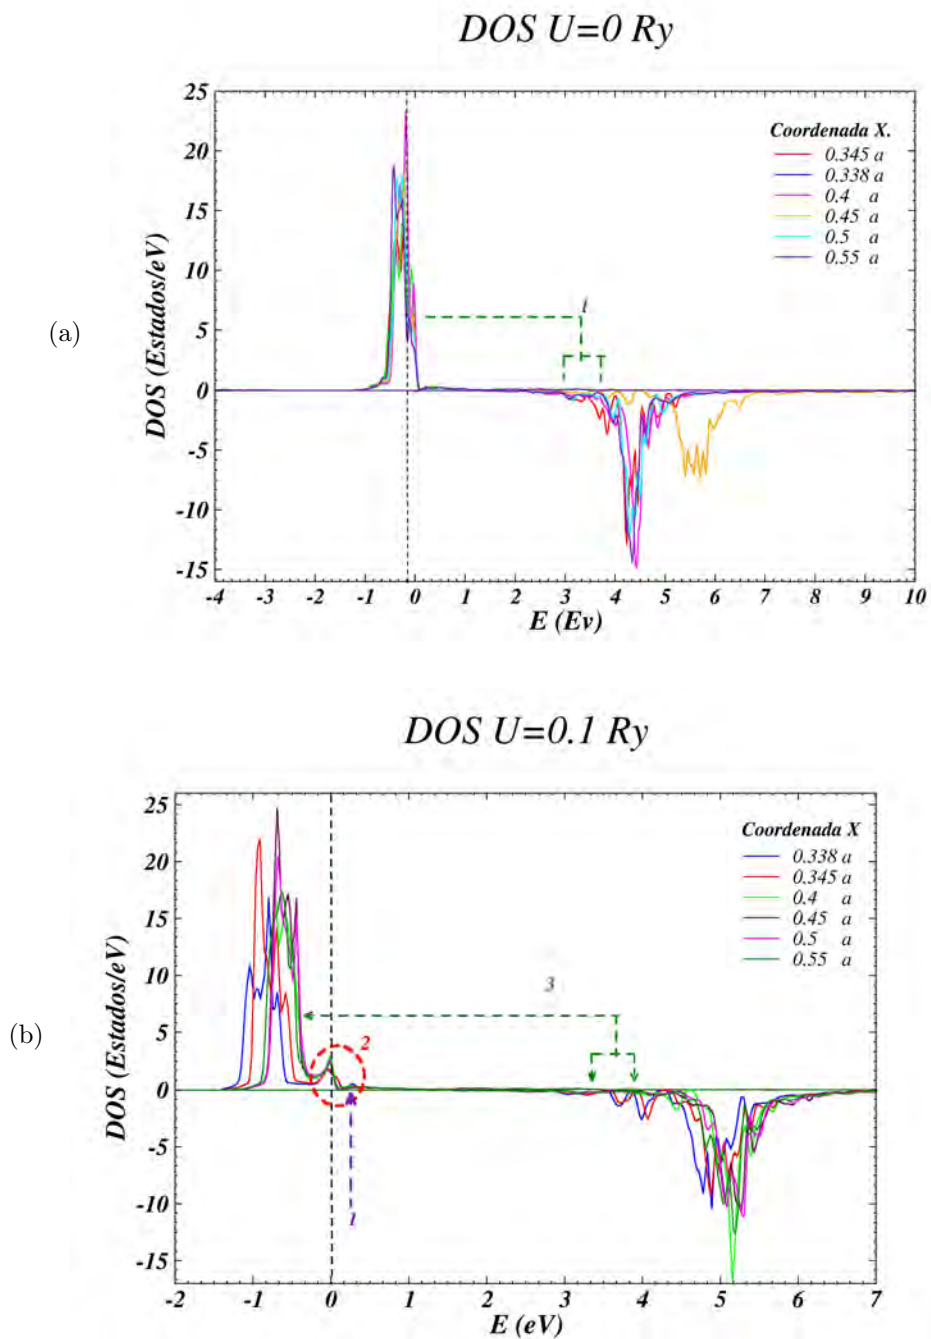 DOS U=0 Ry
(a)
DOS (Estados/eV)
25
20
15
10
5
0
-5
-10
-15
Coordenada X.
0.345 a
0.338 a
0.4 a
0.45 a
0.5 a
0.55 a
-4 -3 -2 -1 0 1 2 3 4 5 6 7 8 9 10
E (Ev)
DOS U=0.1 Ry
(b)
DOS (Estados/eV)
25
20
15
10
5
0
-5
-10
-15
Coordenada X
0.338 a
0.345 a
0.4 a
0.45 a
0.5 a
0.55 a
3
2
1
-2 -1 0 1 2 3 4 5 6 7
E (eV)